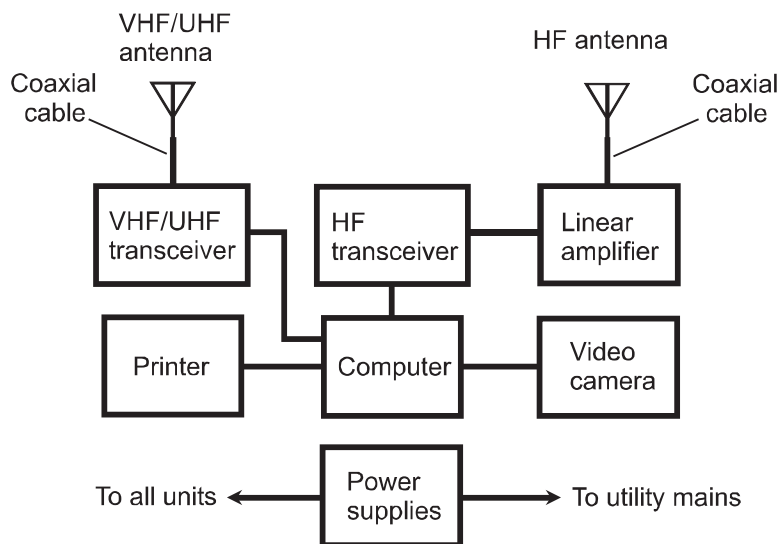 VHF/UHF
antenna
HF antenna
Coaxial
cable
Coaxial
cable
VHF/UHF
transceiver
HF
transceiver
Linear
amplifier
Printer
Computer
Video
camera
To all units
Power
supplies
To utility mains